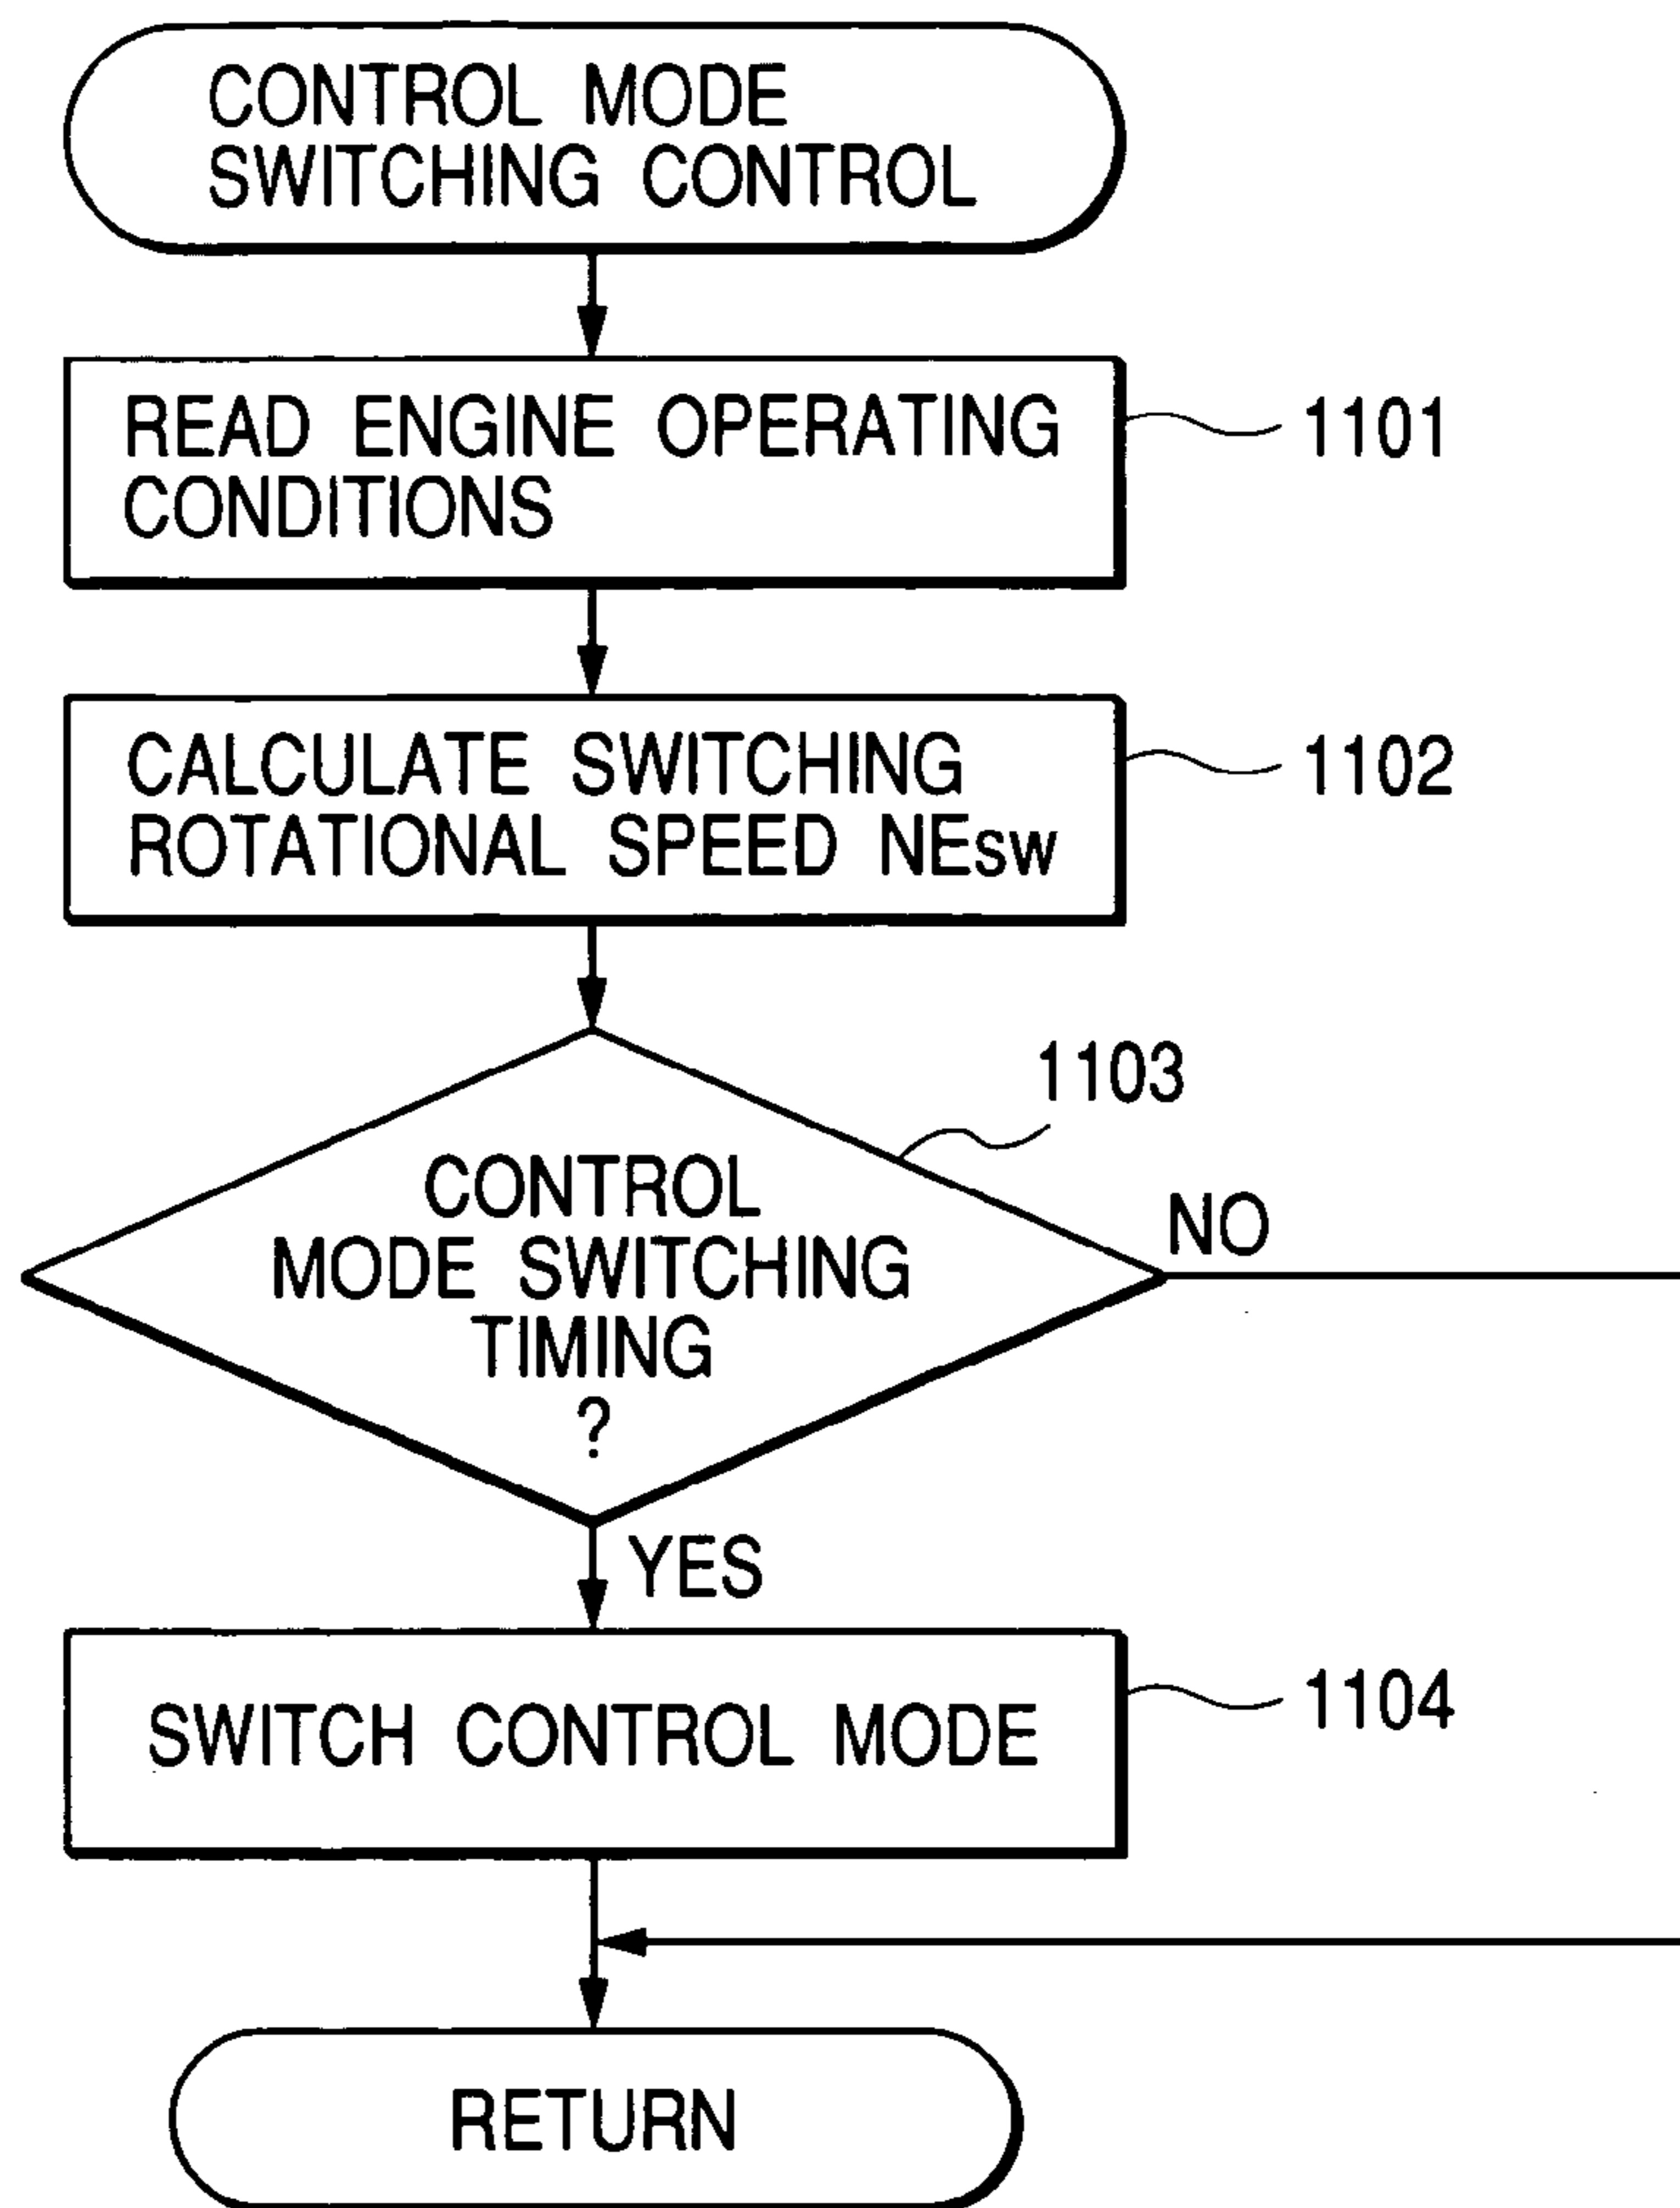 CONTROL MODE
SWITCHING CONTROL
READ ENGINE OPERATING
CONDITIONS
1101
CALCULATE SWITCHING
ROTATIONAL SPEED NEsw
1102
1103
CONTROL
MODE SWITCHING
TIMING
?
NO
YES
SWITCH CONTROL MODE
1104
RETURN